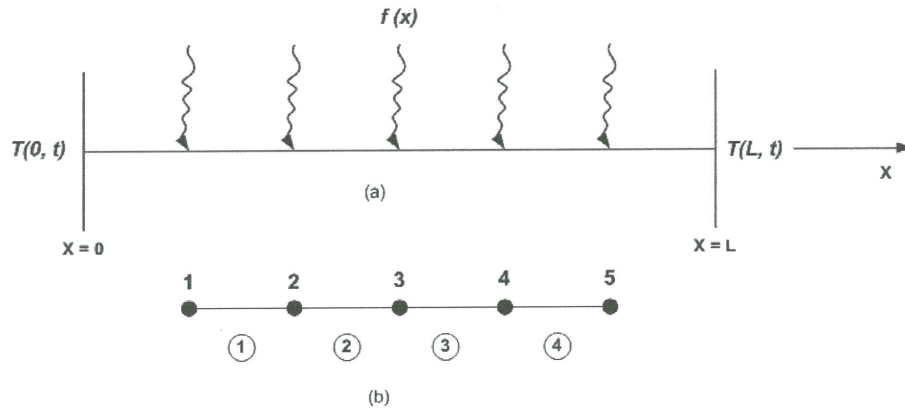 f (x)
T(0, t)
T(L, t)
X
(a)
X = 0
X = L
1 2 3 4 5
1 2 3 4
(b)